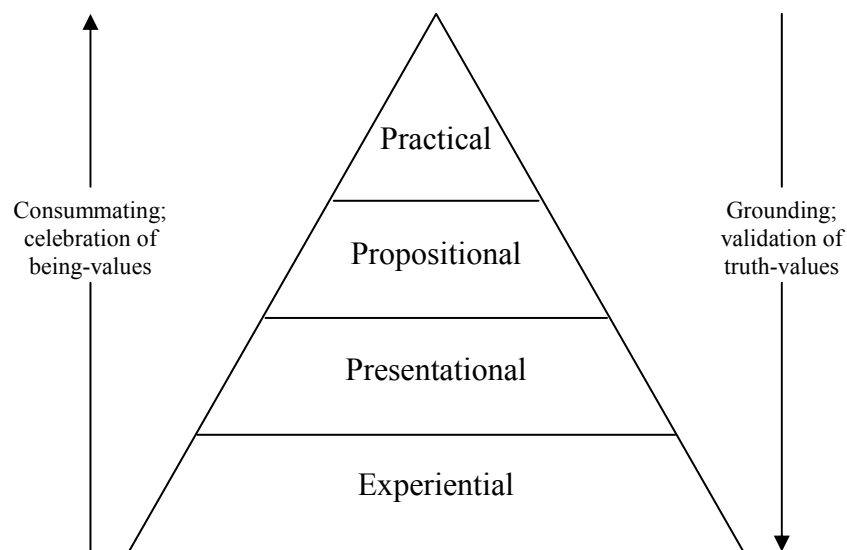 Practical
Consummating;
celebration of
being-values
Grounding;
validation of
truth-values
Propositional
Presentational
Experiential